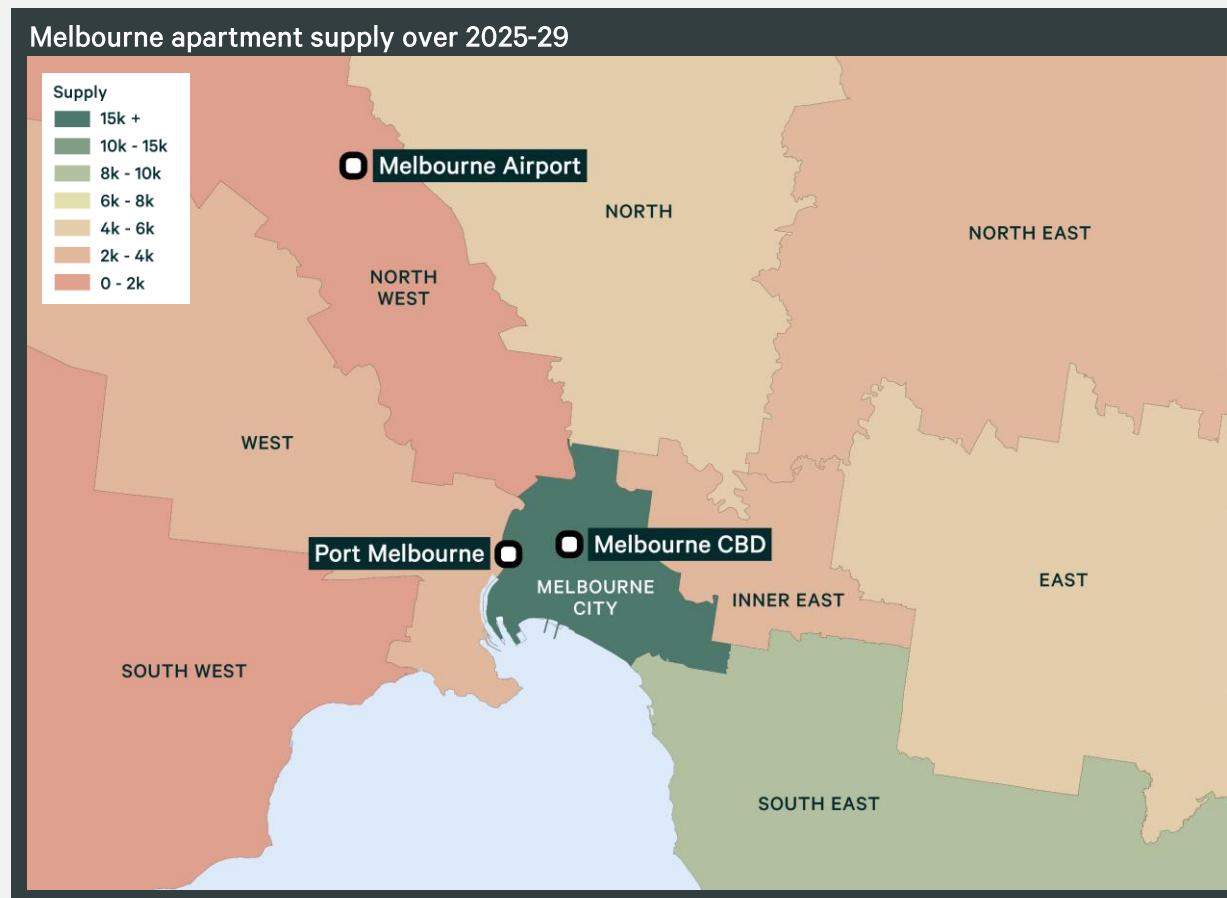 Melbourne apartment supply over 2025-29
Supply
15k +
10k - 15k
8k - 10k
6k - 8k
4k - 6k
2k - 4k
0 - 2k
Melbourne Airport
NORTH
NORTH EAST
NORTH
WEST
WEST
Port Melbourne
Melbourne CBD
MELBOURNE
CITY
INNER EAST
EAST
SOUTH WEST
SOUTH EAST